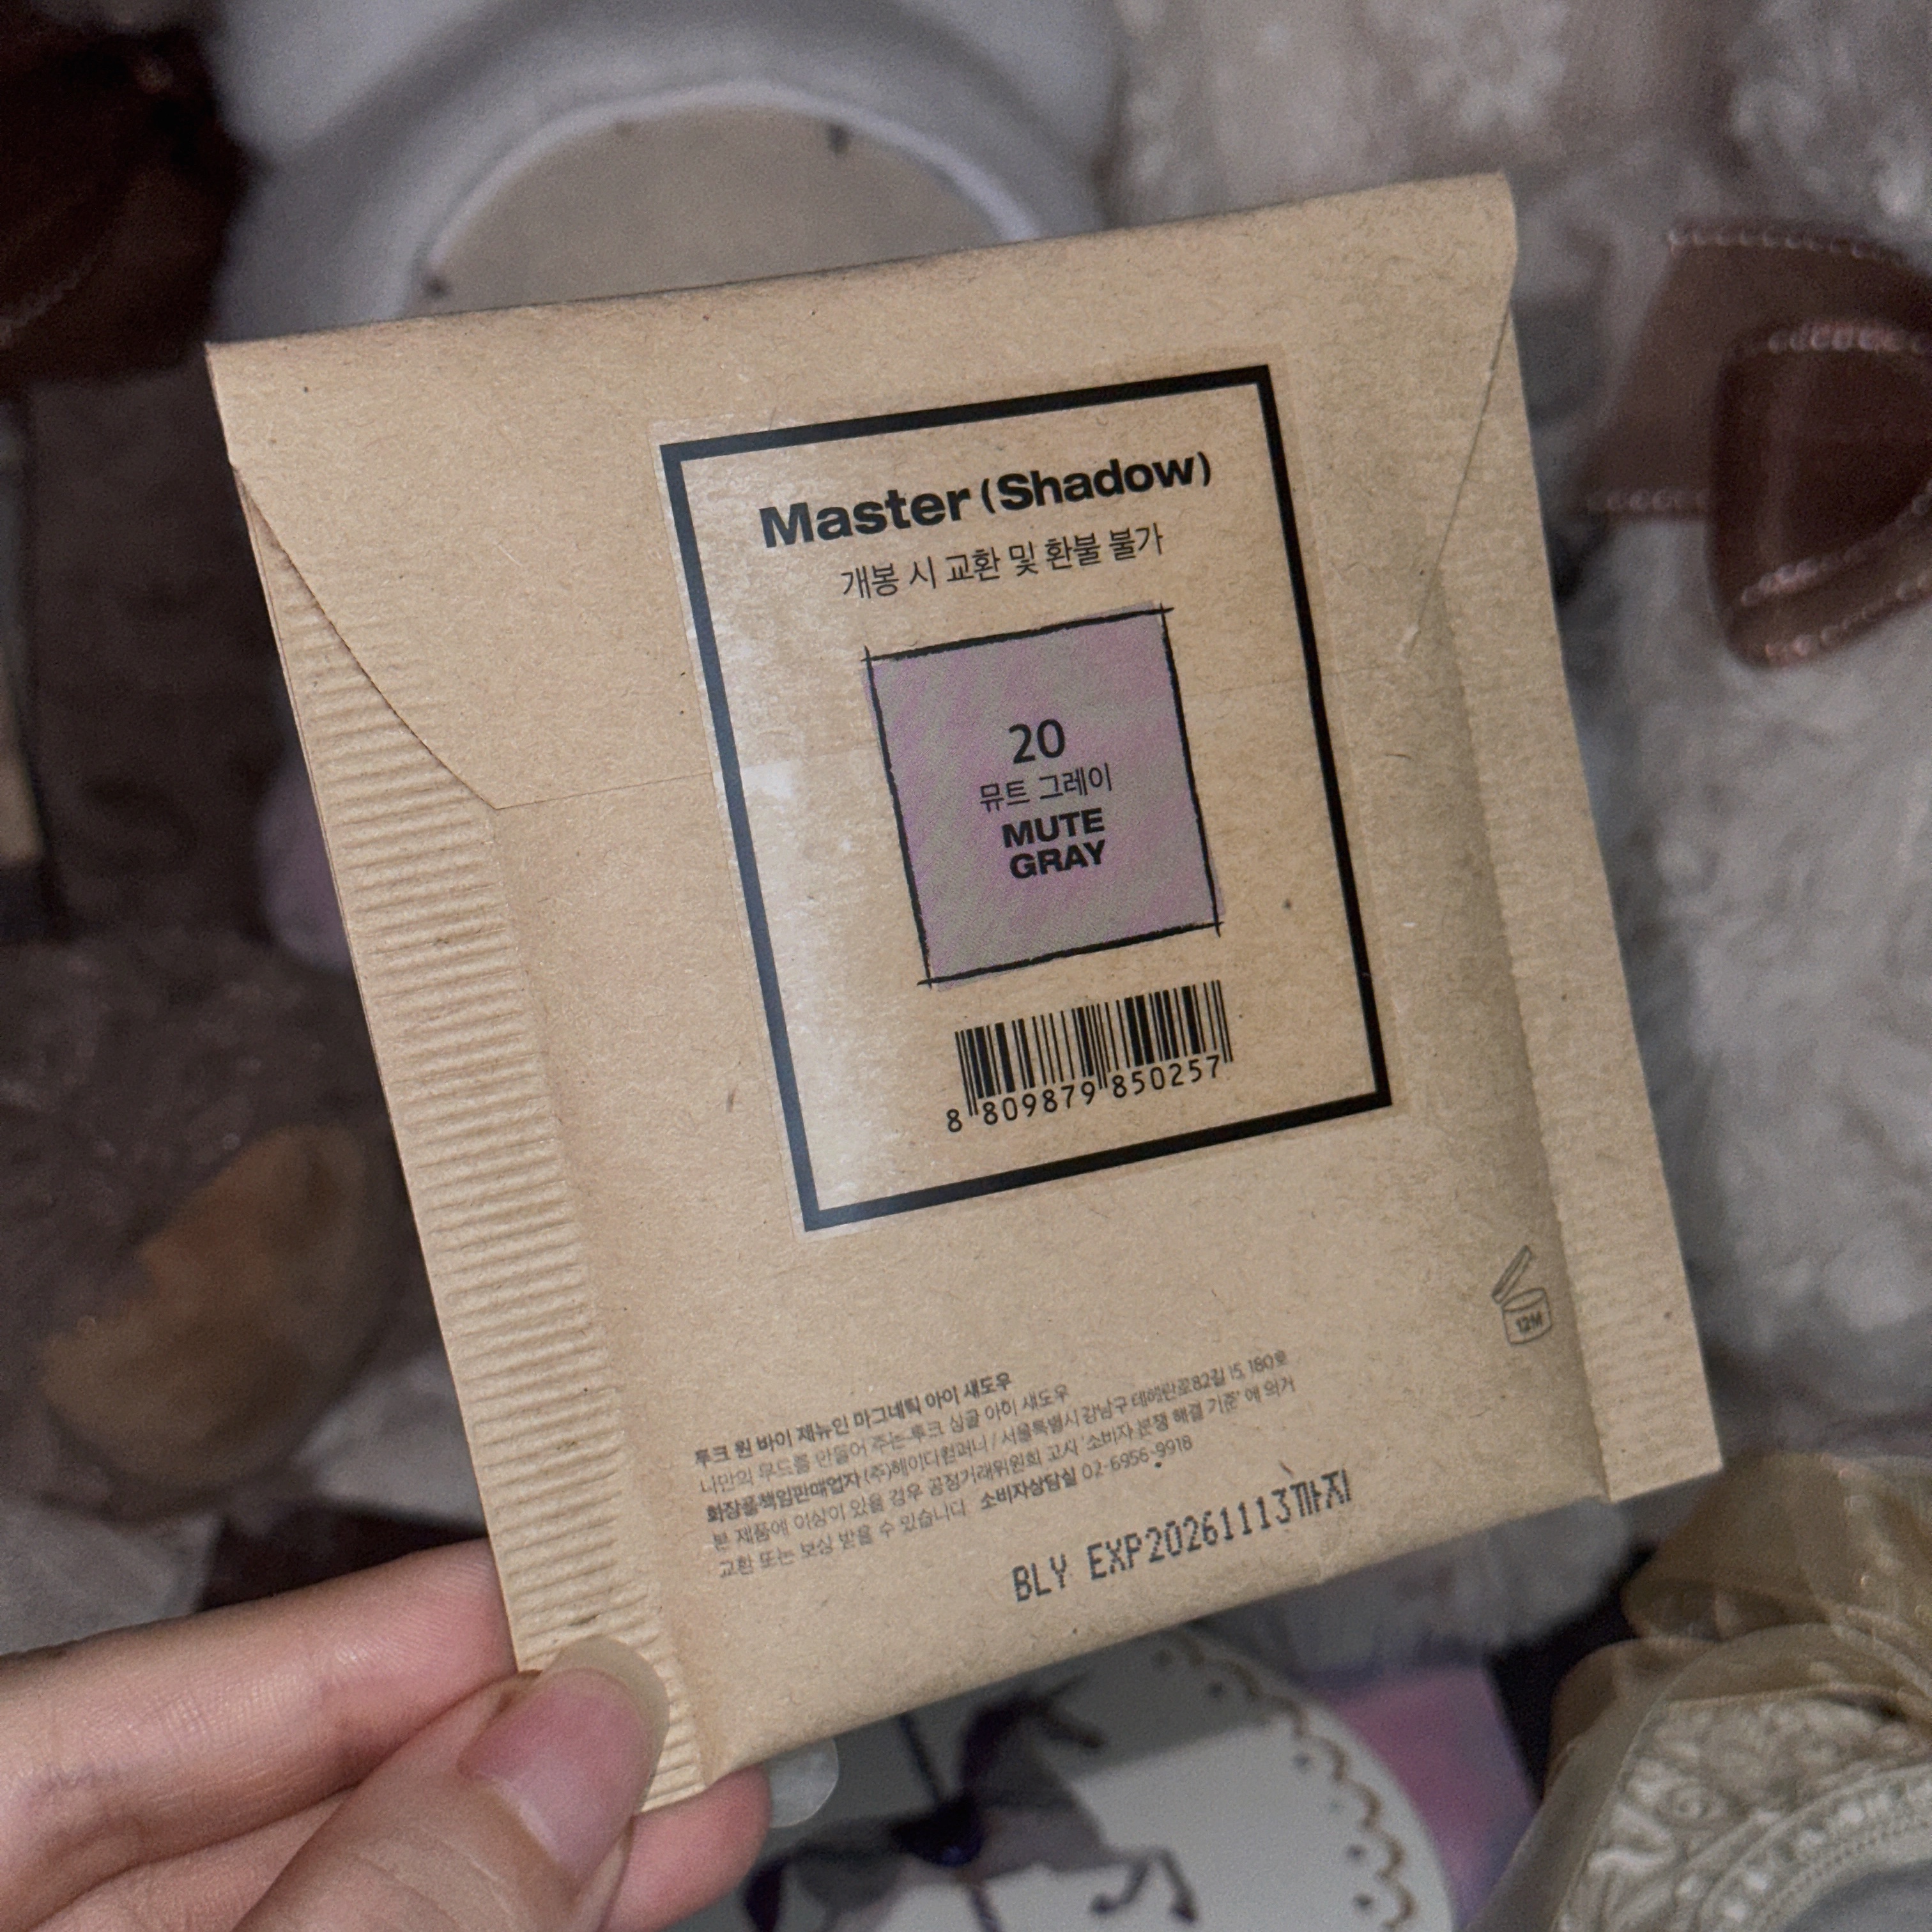 Master (Shadow)
개봉 시 교환 및 환불 불가
20
뮤트 그레이
MUTE
GRAY
8 809879 850257
12M
투크 원 바이 제뉴인 마그네틱 아이 섀도우
나만의 무드를 만들어 주는 투크 싱글 아이 섀도우
화장품책임판매업자 (주)헤이디컴퍼니 / 서울특별시 강남구 테헤란로82길 15, 180호
본 제품에 이상이 있을 경우 공정거래위원회 고시 '소비자 분쟁 해결 기준' 에 의거
교환 또는 보상 받을 수 있습니다 소비자상담실 02-6956-9918
BLY EXP20261113까지